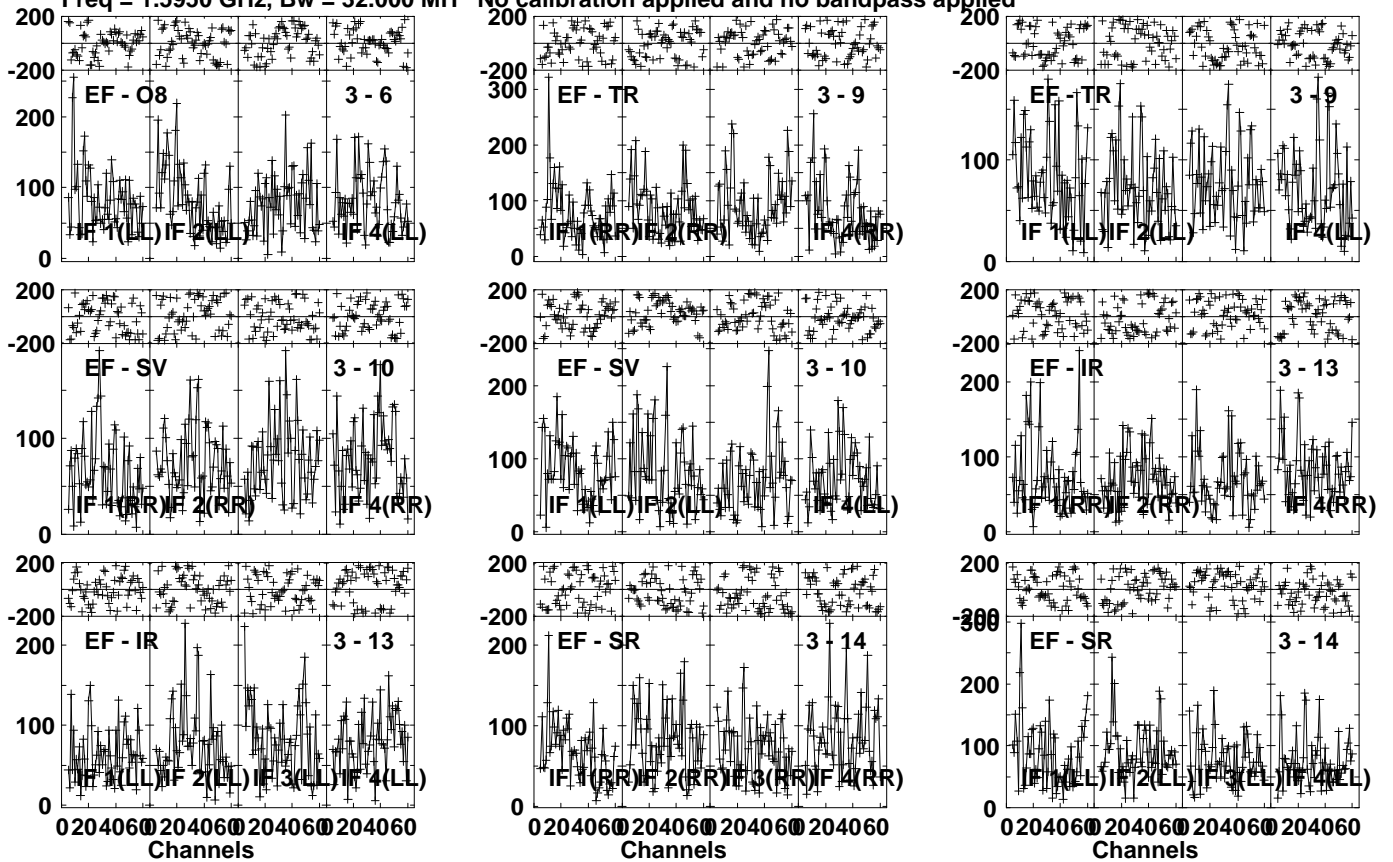 Freq = 1.5950 GHz, Bw = 32.000 MH No calibration applied and no bandpass applied
200 200 200
-200 -200 -200
EF - O8 3 - 6 EF - TR 3 - 9 EF - TR 3 - 9
300
200 200
100 100 100
IF 1(LL) IF 2(LL) IF 4(LL) IF 1(RR) IF 2(RR) IF 4(RR) IF 1(LL) IF 2(LL) IF 4(LL)
0 0 0
200 200 200
-200 -200 -200
EF - SV 3 - 10 EF - SV 3 - 10 EF - IR 3 - 13
200 200
100 100 100
IF 1(RR) IF 2(RR) IF 4(RR) IF 1(LL) IF 2(LL) IF 4(LL) IF 1(RR) IF 2(RR) IF 4(RR)
0 0 0
200 200 200
-200 -200 -200
300
EF - IR 3 - 13 EF - SR 3 - 14 EF - SR 3 - 14
200 200 200
100 100 100
IF 1(LL) IF 2(LL) IF 3(LL) IF 4(LL) IF 1(RR) IF 2(RR) IF 3(RR) IF 4(RR) IF 1(LL) IF 2(LL) IF 3(LL) IF 4(LL)
0 0 0
0 20 40 60 0 20 40 60 0 20 40 60 0 20 40 60 0 20 40 60 0 20 40 60 0 20 40 60 0 20 40 60 0 20 40 60 0 20 40 60 0 20 40 60 0 20 40 60
Channels Channels Channels